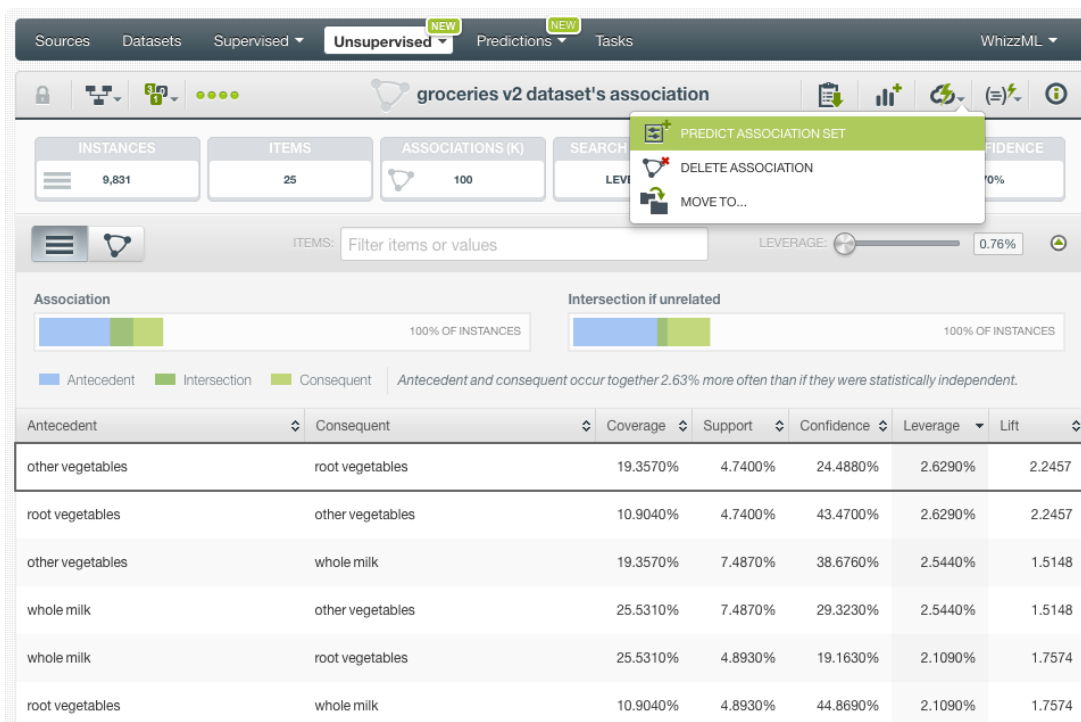 NEW NEW
Sources Datasets Supervised Unsupervised Predictions Tasks WhizzML
groceries v2 dataset's association
PREDICT ASSOCIATION SET
DELETE ASSOCIATION
MOVE TO...
INSTANCES ITEMS ASSOCIATIONS (K) SEARCH
9,831 25 100
ITEMS: Filter items or values LEVERAGE: 0.76%
Association Intersection if unrelated
100% OF INSTANCES 100% OF INSTANCES
Antecedent Intersection Consequent Antecedent and consequent occur together 2.63% more often than if they were statistically independent.
Antecedent Consequent Coverage Support Confidence Leverage Lift
other vegetables root vegetables 19.3570% 4.7400% 24.4880% 2.6290% 2.2457
root vegetables other vegetables 10.9040% 4.7400% 43.4700% 2.6290% 2.2457
other vegetables whole milk 19.3570% 7.4870% 38.6760% 2.5440% 1.5148
whole milk other vegetables 25.5310% 7.4870% 29.3230% 2.5440% 1.5148
whole milk root vegetables 25.5310% 4.8930% 19.1630% 2.1090% 1.7574
root vegetables whole milk 10.9040% 4.8930% 44.8690% 2.1090% 1.7574